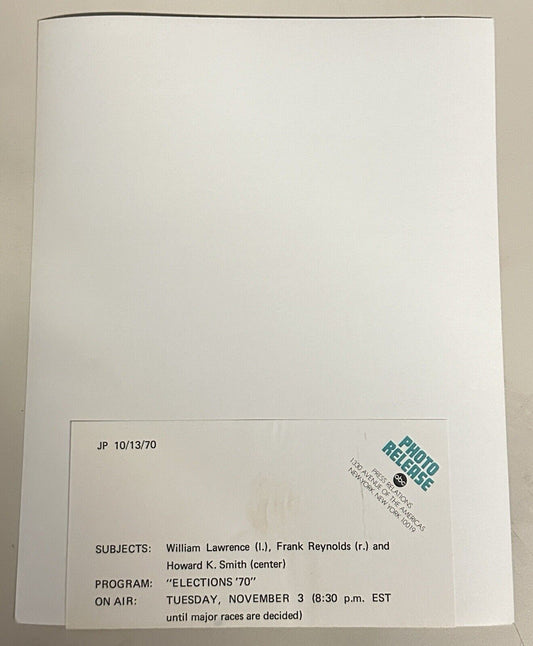 JP 10/13/70
PHOTO
RELEASE
abc
PRESS RELATIONS
1330 AVENUE OF THE AMERICAS
NEW YORK, NEW YORK 10019
SUBJECTS: William Lawrence (l.), Frank Reynolds (r.) and
Howard K. Smith (center)
PROGRAM: "ELECTIONS '70"
ON AIR: TUESDAY, NOVEMBER 3 (8:30 p.m. EST
until major races are decided)